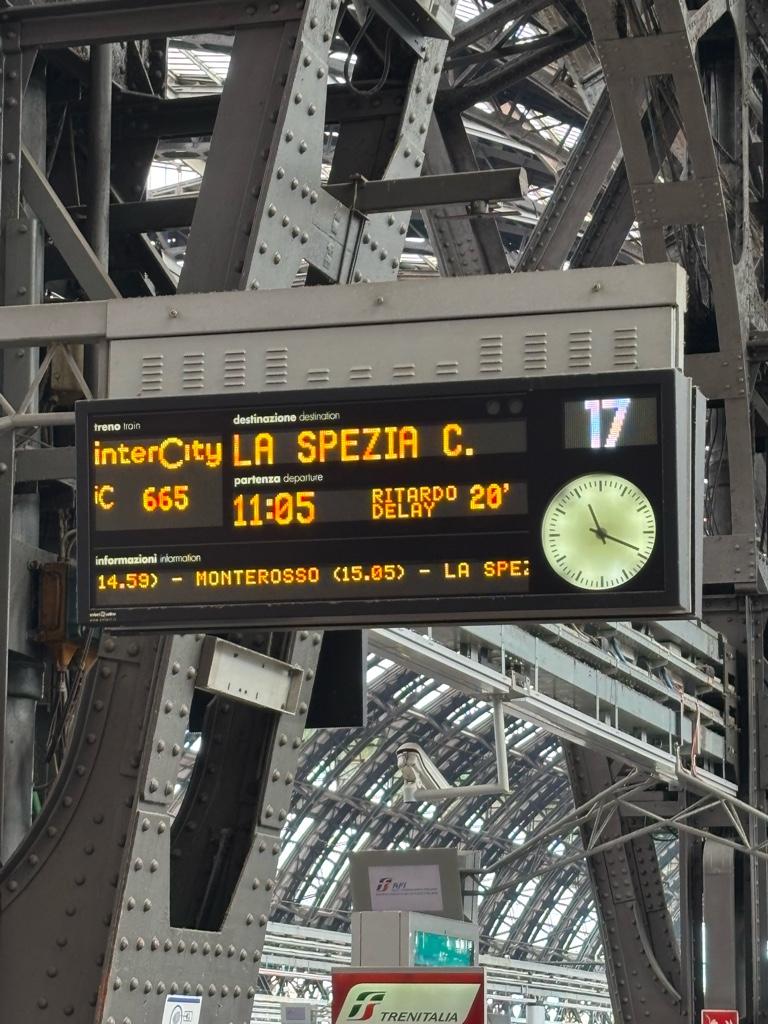 treno train
destinazione destination
17
interCity
LA SPEZIA C.
partenza departure
IC 665
11:05
RITARDO 20'
DELAY
informazioni information
14.59) - MONTEROSSO (15.05) - LA SPEZ
RFI
TRENITALIA